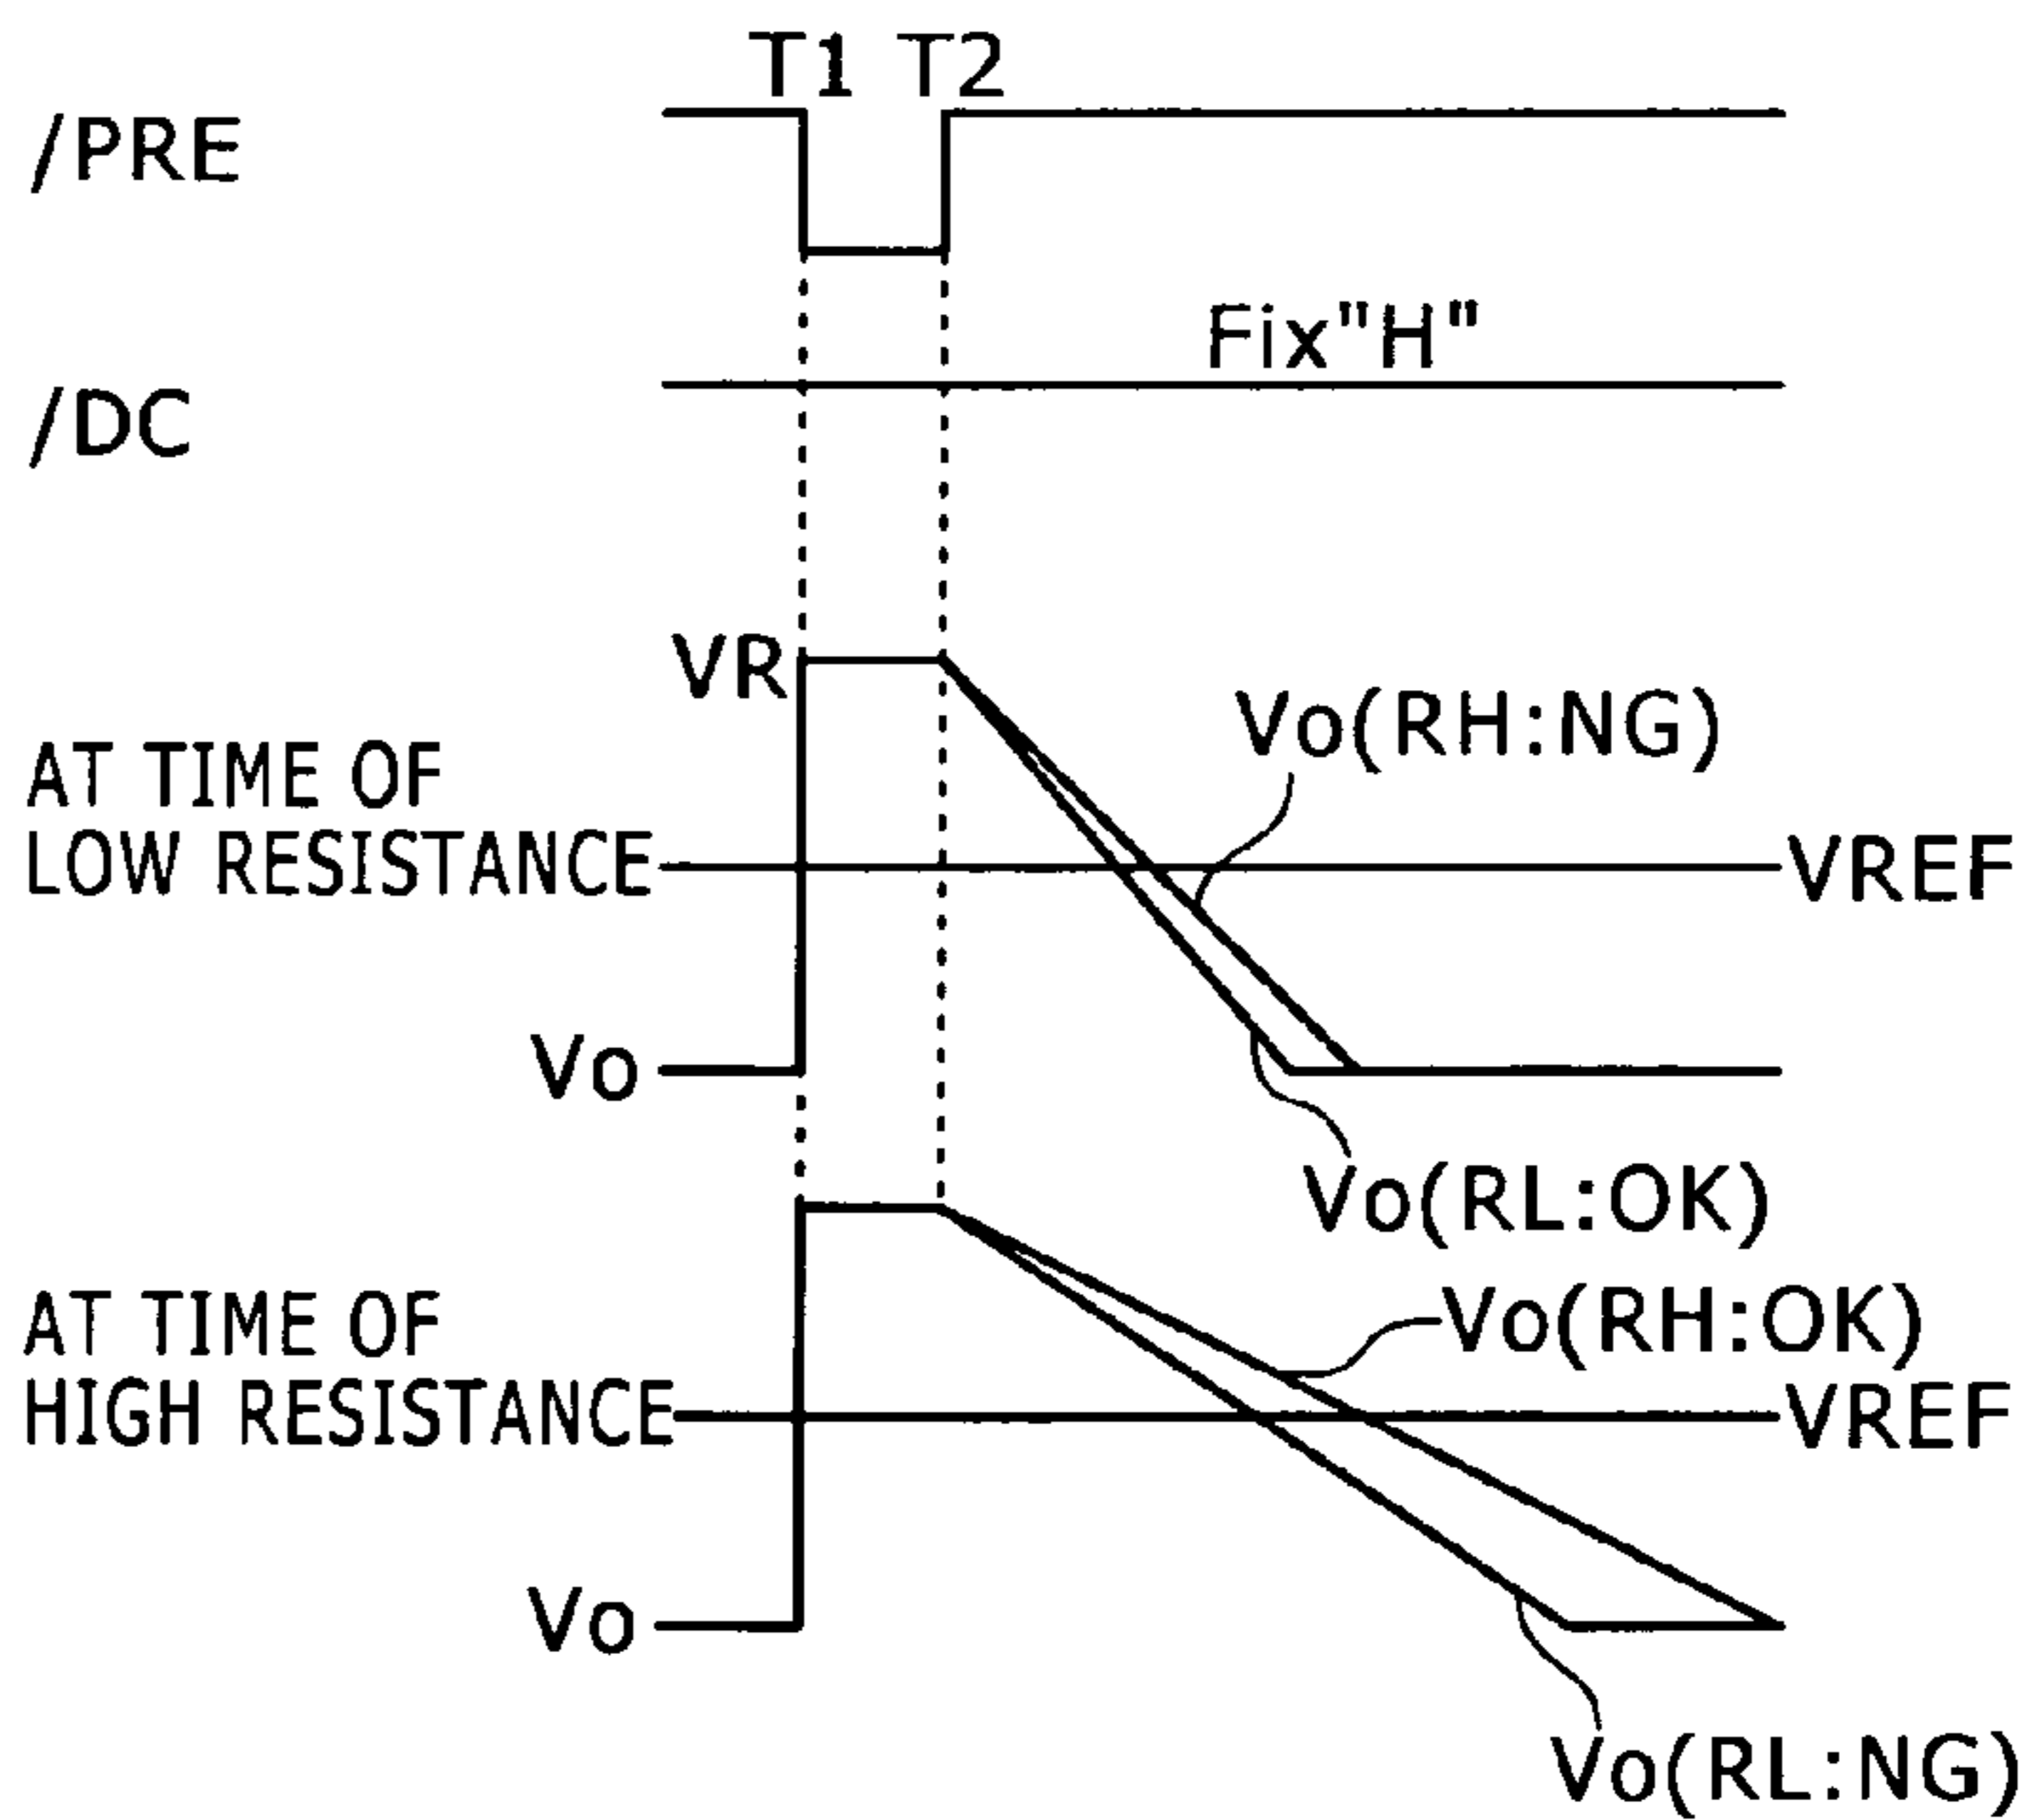 T1 T2
/PRE
Fix"H"
/DC
VR
Vo(RH:NG)
AT TIME OF
LOW RESISTANCE
VREF
Vo
Vo(RL:OK)
AT TIME OF
HIGH RESISTANCE
Vo(RH:OK)
VREF
Vo
Vo(RL:NG)